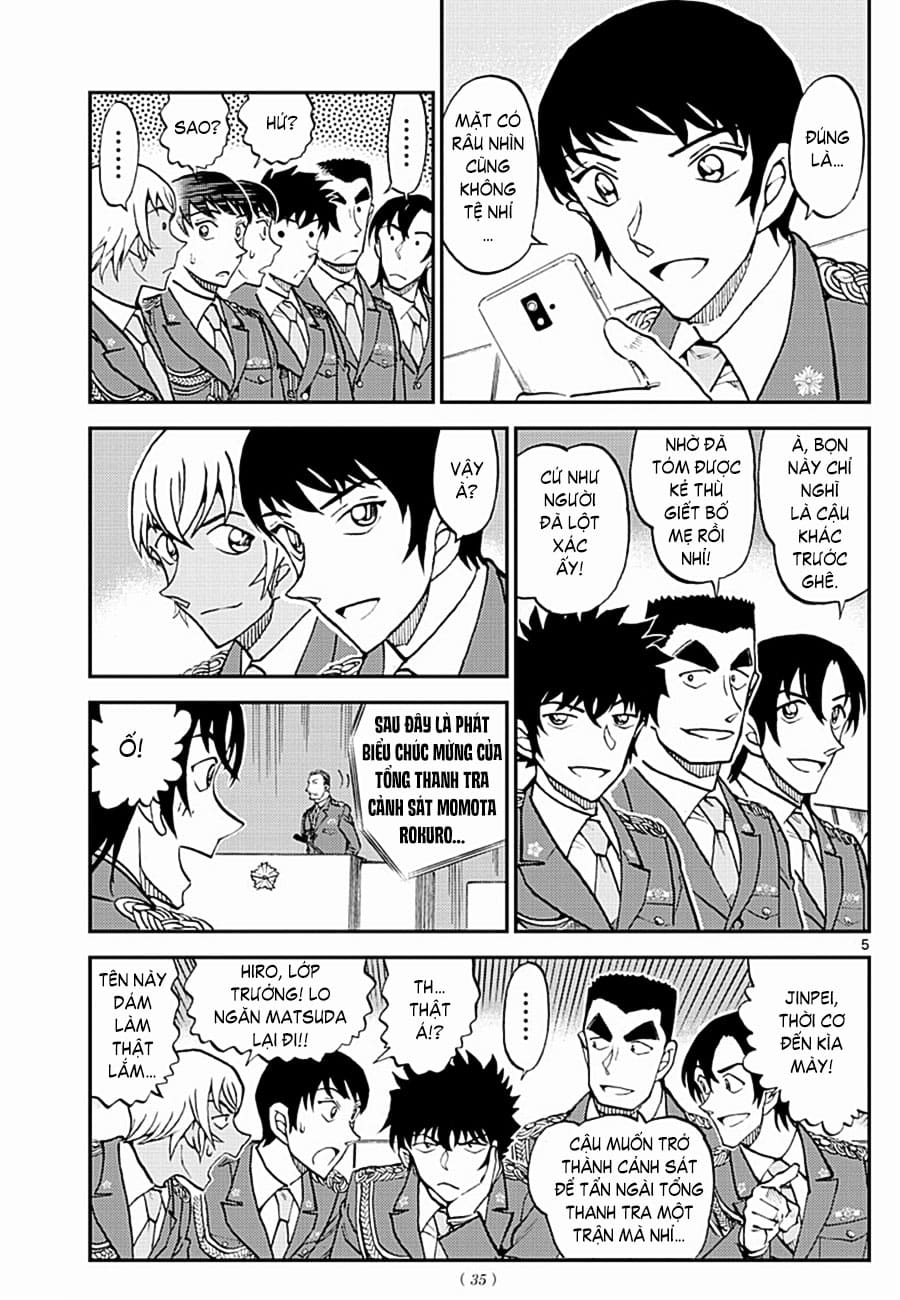 ĐÚNG
LÀ...
MẶT CÓ
RÂU NHÌN
CŨNG
KHÔNG
TỆ NHỈ
...
......
HỨ?
SAO?
......
À, BỌN
NÀY CHỈ
NGHĨ
LÀ CẬU
KHÁC
TRƯỚC
GHÊ.
NHỜ ĐÃ
TÓM ĐƯỢC
KẺ THÙ
GIẾT BỐ
MẸ RỒI
NHỈ!
CỨ NHƯ
NGƯỜI
ĐÃ LỘT
XÁC
ẤY!
VẬY
À?
SAU ĐÂY LÀ PHÁT
BIỂU CHÚC MỪNG CỦA
TỔNG THANH TRA
CẢNH SÁT MOMOTA
ROKURO...
Ố!
5
JINPEI,
THỜI CƠ
ĐẾN KÌA
MÀY!
......
CẬU MUỐN TRỞ
THÀNH CẢNH SÁT
ĐỂ TẨN NGÀI TỔNG
THANH TRA MỘT
TRẬN MÀ NHỈ...
TH...
THẬT
Á!?
HIRO, LỚP
TRƯỞNG! LO
NGĂN MATSUDA
LẠI ĐI!!
TÊN NÀY
DÁM
LÀM THẬT
LẮM...
( 35 )